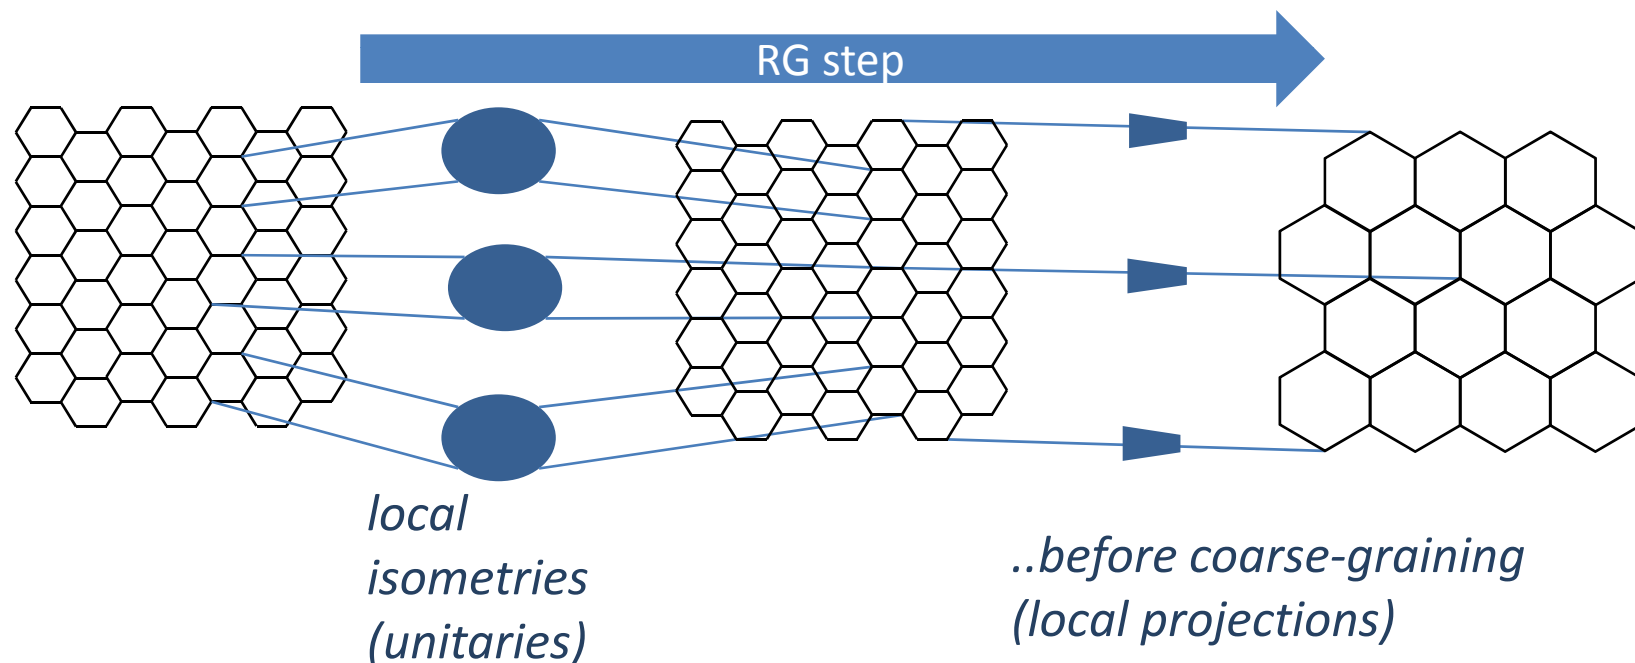 RG step
local
isometries
(unitaries)
..before coarse-graining
(local projections)